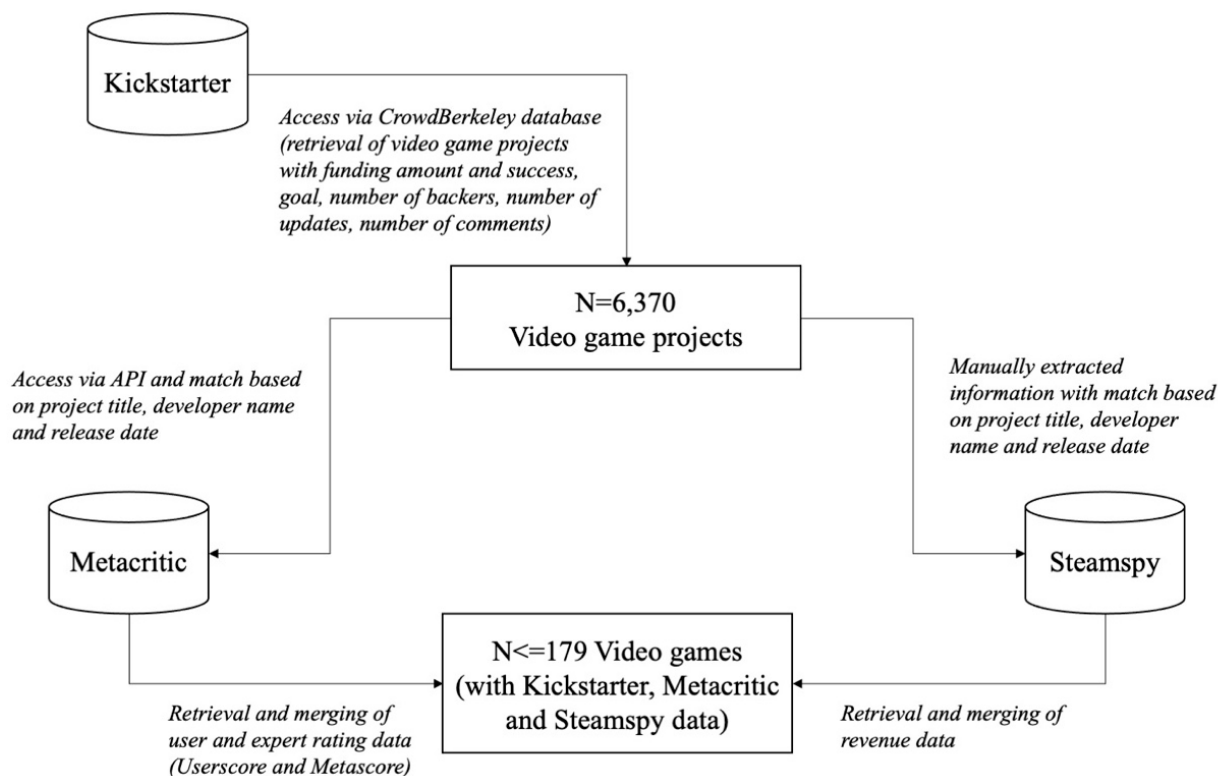 Kickstarter
Access via CrowdBerkeley database
(retrieval of video game projects
with funding amount and success,
goal, number of backers, number of
updates, number of comments)
N=6,370
Video game projects
Access via API and match based
on project title, developer name
and release date
Manually extracted
information with match based
on project title, developer
name and release date
Metacritic
Steamspy
N<=179 Video games
(with Kickstarter, Metacritic
and Steamspy data)
Retrieval and merging of
user and expert rating data
(Userscore and Metascore)
Retrieval and merging of
revenue data